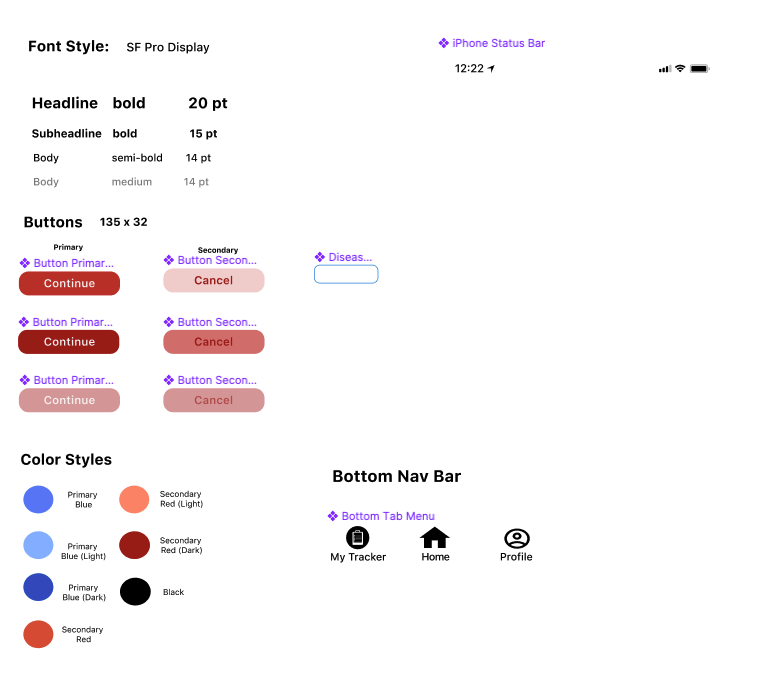 Font Style: SF Pro Display
iPhone Status Bar
12:22
Headline bold 20 pt
Subheadline bold 15 pt
Body semi-bold 14 pt
Body medium 14 pt
Buttons 135 x 32
Primary
Secondary
Button Primar...
Button Secon...
Diseas...
Continue
Cancel
Button Primar...
Button Secon...
Continue
Cancel
Button Primar...
Button Secon...
Continue
Cancel
Color Styles
Primary
Blue
Secondary
Red (Light)
Primary
Blue (Light)
Secondary
Red (Dark)
Primary
Blue (Dark)
Black
Secondary
Red
Bottom Nav Bar
Bottom Tab Menu
My Tracker
Home
Profile